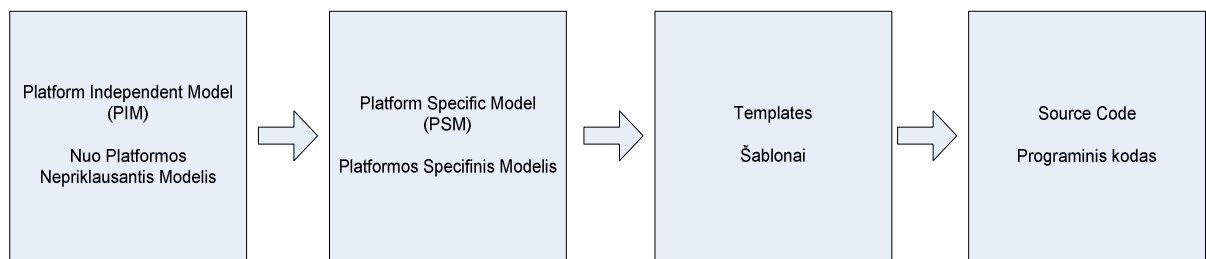 Platform Independent Model
(PIM)
Nuo Platformos
Nepriklausantis Modelis
Platform Specific Model
(PSM)
Platformos Specifinis Modelis
Templates
Šablonai
Source Code
Programinis kodas